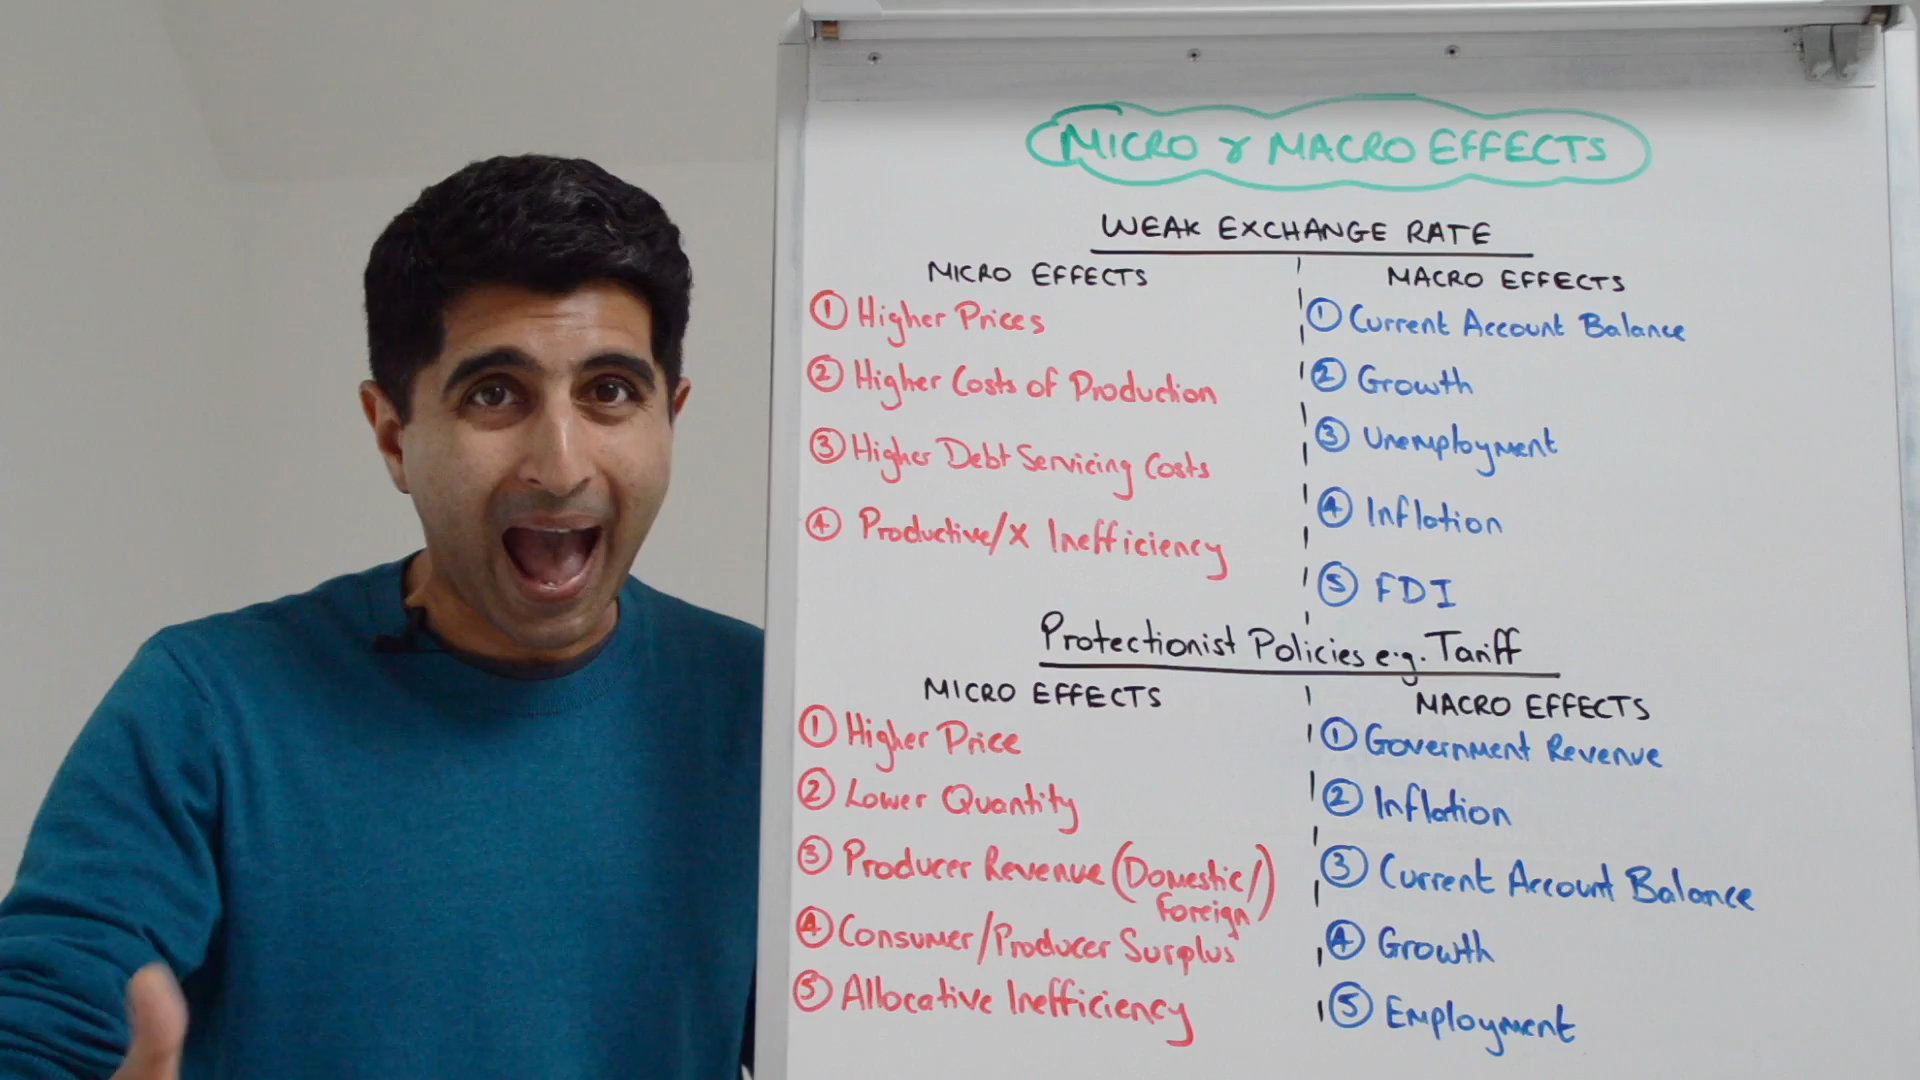 MICRO & MACRO EFFECTS
WEAK EXCHANGE RATE
MICRO EFFECTS
① Higher Prices
② Higher Costs of Production
③ Higher Debt Servicing Costs
④ Productive/X Inefficiency
MACRO EFFECTS
① Current Account Balance
② Growth
③ Unemployment
④ Inflation
⑤ FDI
Protectionist Policies e.g. Tariff
MICRO EFFECTS
① Higher Price
② Lower Quantity
③ Producer Revenue (Domestic/
Foreign)
④ Consumer/Producer Surplus
⑤ Allocative Inefficiency
MACRO EFFECTS
① Government Revenue
② Inflation
③ Current Account Balance
④ Growth
⑤ Employment